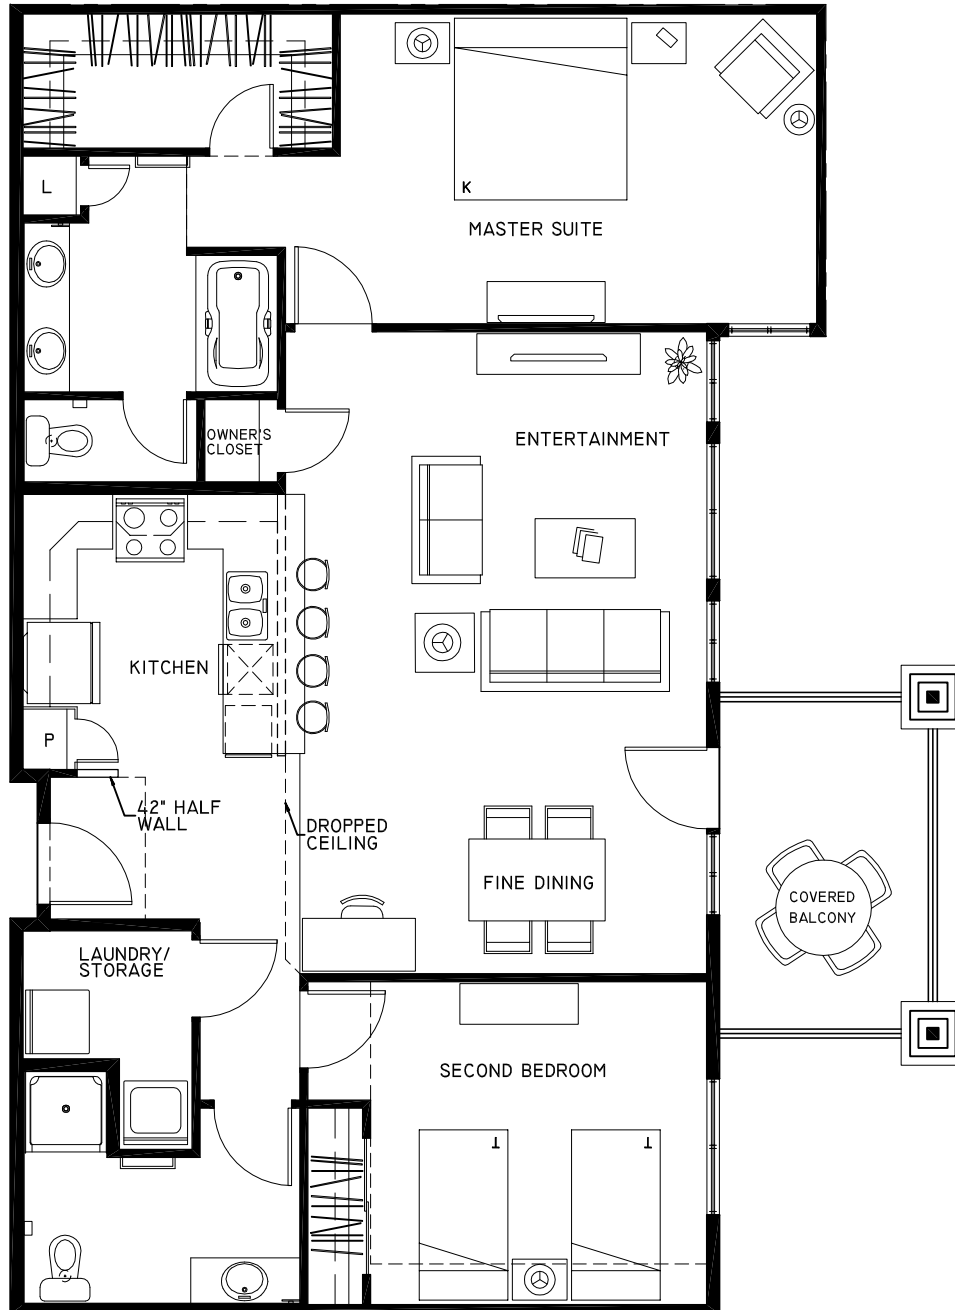 K
L
MASTER SUITE
OWNER'S
CLOSET
ENTERTAINMENT
KITCHEN
P
42" HALF
WALL
DROPPED
CEILING
FINE DINING
COVERED
BALCONY
LAUNDRY/
STORAGE
SECOND BEDROOM
T
T